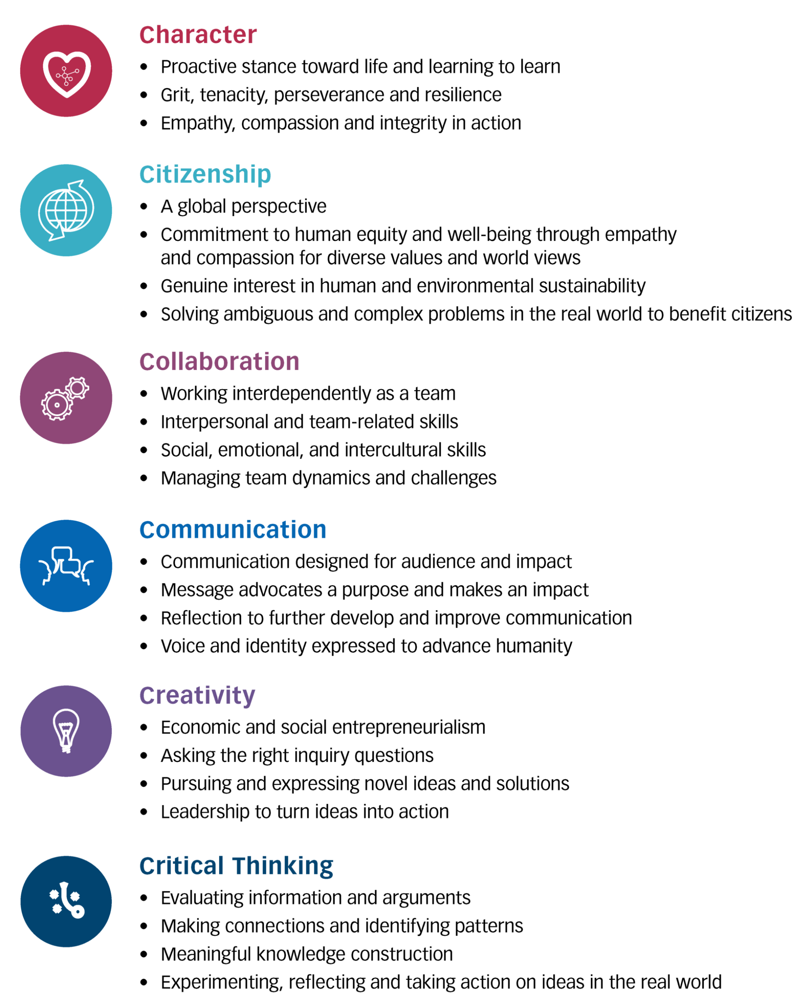 Character
• Proactive stance toward life and learning to learn
• Grit, tenacity, perseverance and resilience
• Empathy, compassion and integrity in action
Citizenship
• A global perspective
• Commitment to human equity and well-being through empathy
and compassion for diverse values and world views
• Genuine interest in human and environmental sustainability
• Solving ambiguous and complex problems in the real world to benefit citizens
Collaboration
• Working interdependently as a team
• Interpersonal and team-related skills
• Social, emotional, and intercultural skills
• Managing team dynamics and challenges
Communication
• Communication designed for audience and impact
• Message advocates a purpose and makes an impact
• Reflection to further develop and improve communication
• Voice and identity expressed to advance humanity
Creativity
• Economic and social entrepreneurialism
• Asking the right inquiry questions
• Pursuing and expressing novel ideas and solutions
• Leadership to turn ideas into action
Critical Thinking
• Evaluating information and arguments
• Making connections and identifying patterns
• Meaningful knowledge construction
• Experimenting, reflecting and taking action on ideas in the real world